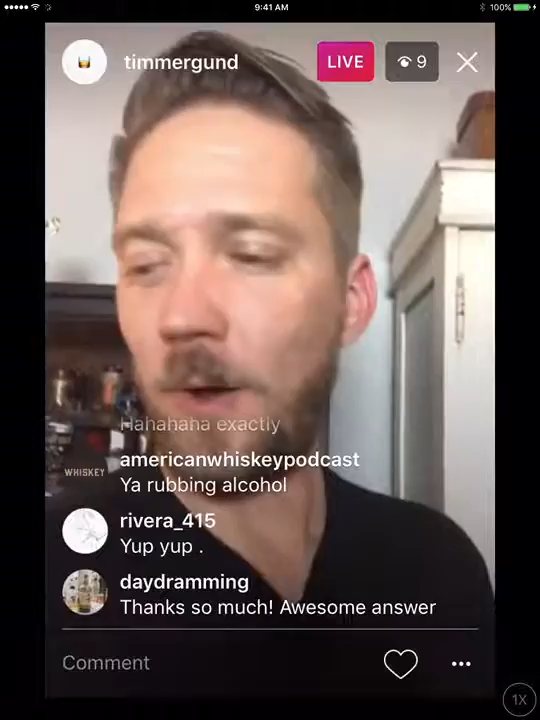 9:41 AM
100%
timmergund
LIVE
9
Hahahaha exactly
americanwhiskeypodcast
WHISKEY
Ya rubbing alcohol
rivera_415
Yup yup .
daydramming
Thanks so much! Awesome answer
Comment
1X